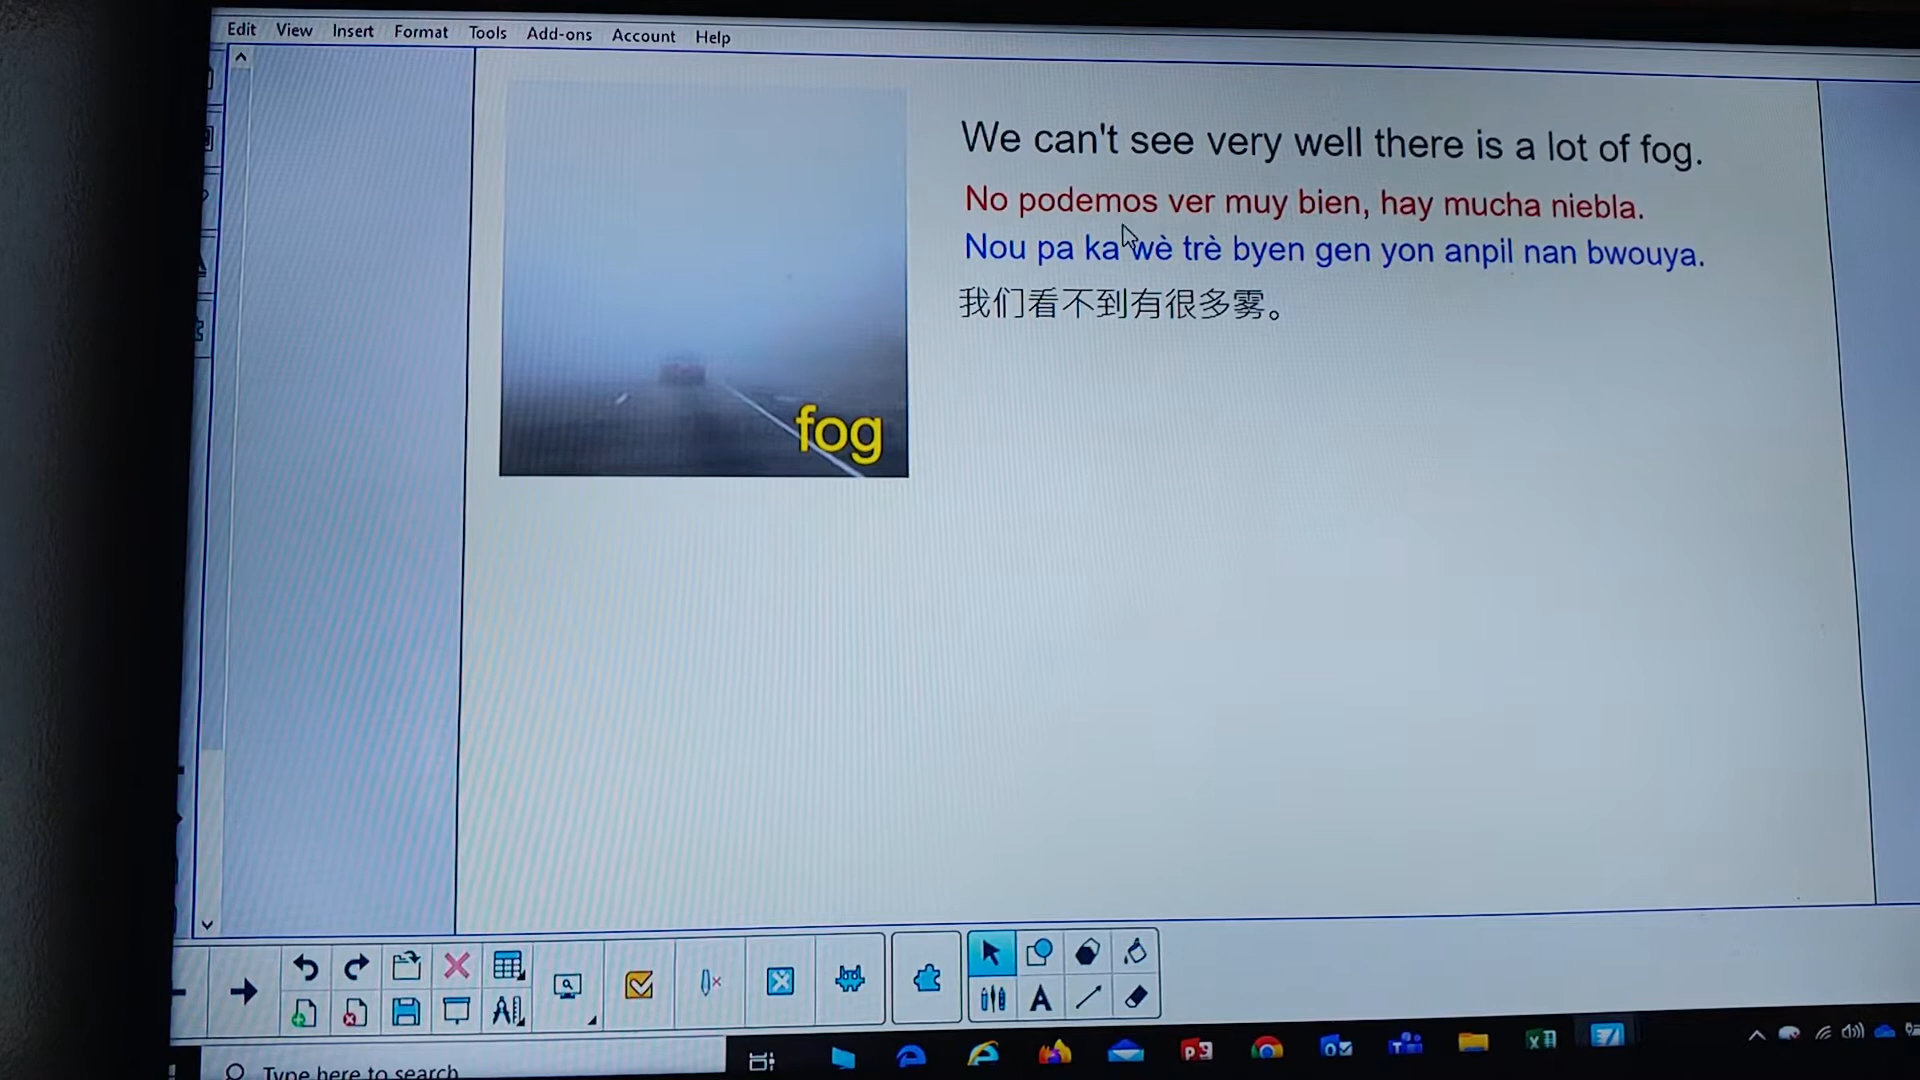 Edit View Insert Format Tools Add-ons Account Help
We can't see very well there is a lot of fog.
No podemos ver muy bien, hay mucha niebla.
Nou pa ka wè trè byen gen yon anpil nan bwouya.
我们看不到有很多雾。
fog
Type here to search